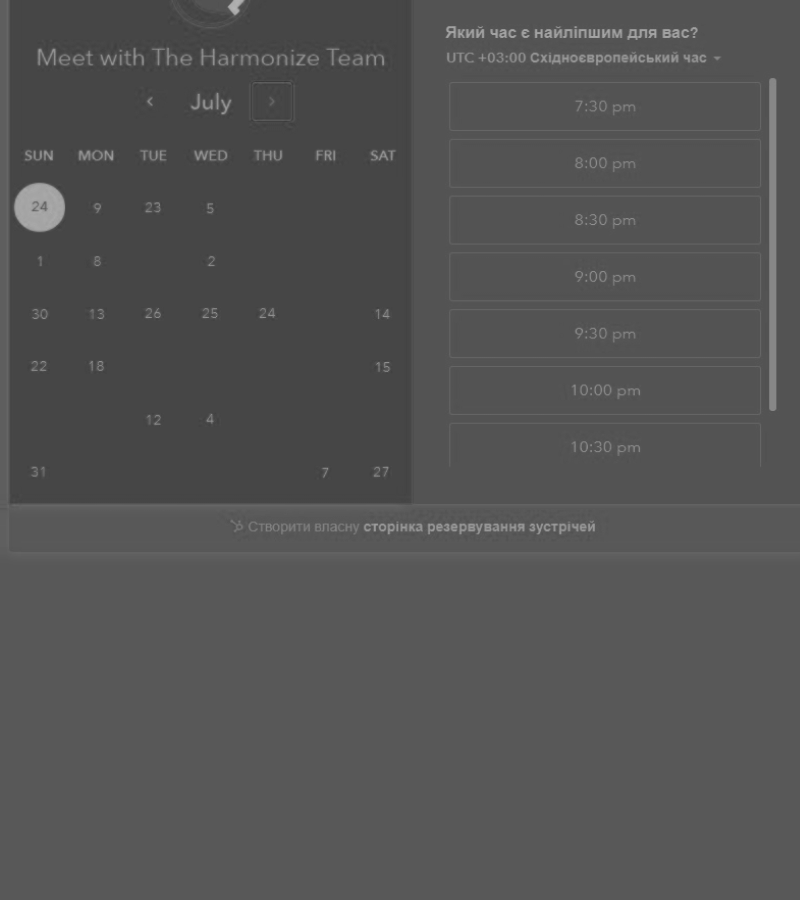 Meet with The Harmonize Team
July
SUN MON TUE WED THU FRI SAT
24 9 23 5
1 8 2
30 13 26 25 24 14
22 18 15
12 4
31 7 27
Який час є найліпшим для вас?
UTC +03:00 Східноєвропейський час
7:30 pm
8:00 pm
8:30 pm
9:00 pm
9:30 pm
10:00 pm
10:30 pm
Створити власну сторінка резервування зустрічей